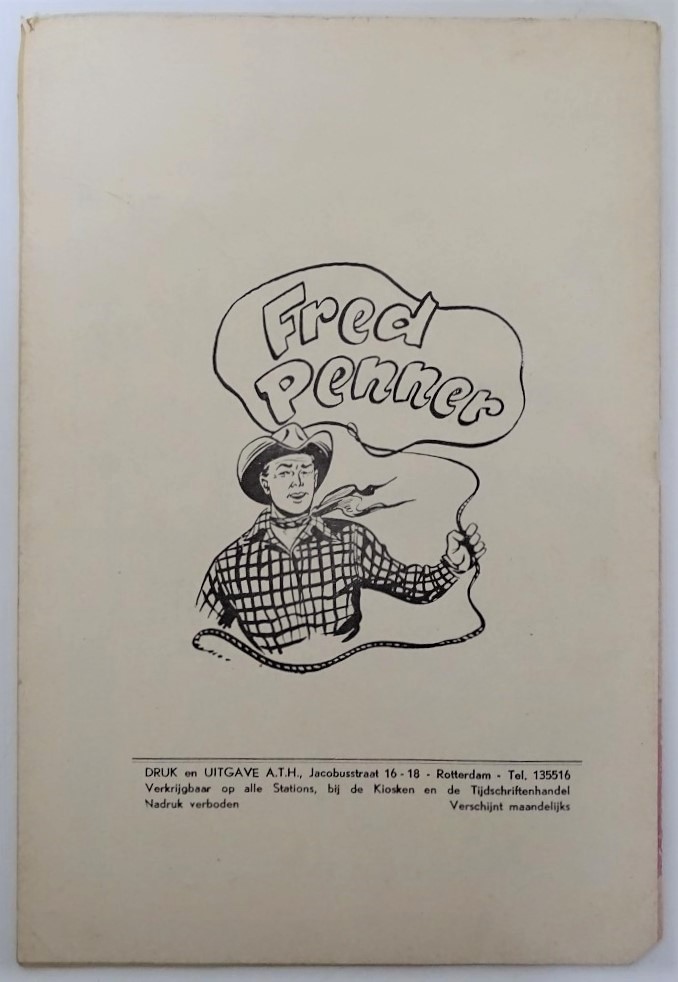 Fred
Penner
DRUK en UITGAVE A.T.H., Jacobusstraat 16 - 18 - Rotterdam - Tel. 135516
Verkrijgbaar op alle Stations, bij de Kiosken en de Tijdschriftenhandel
Nadruk verboden Verschijnt maandelijks